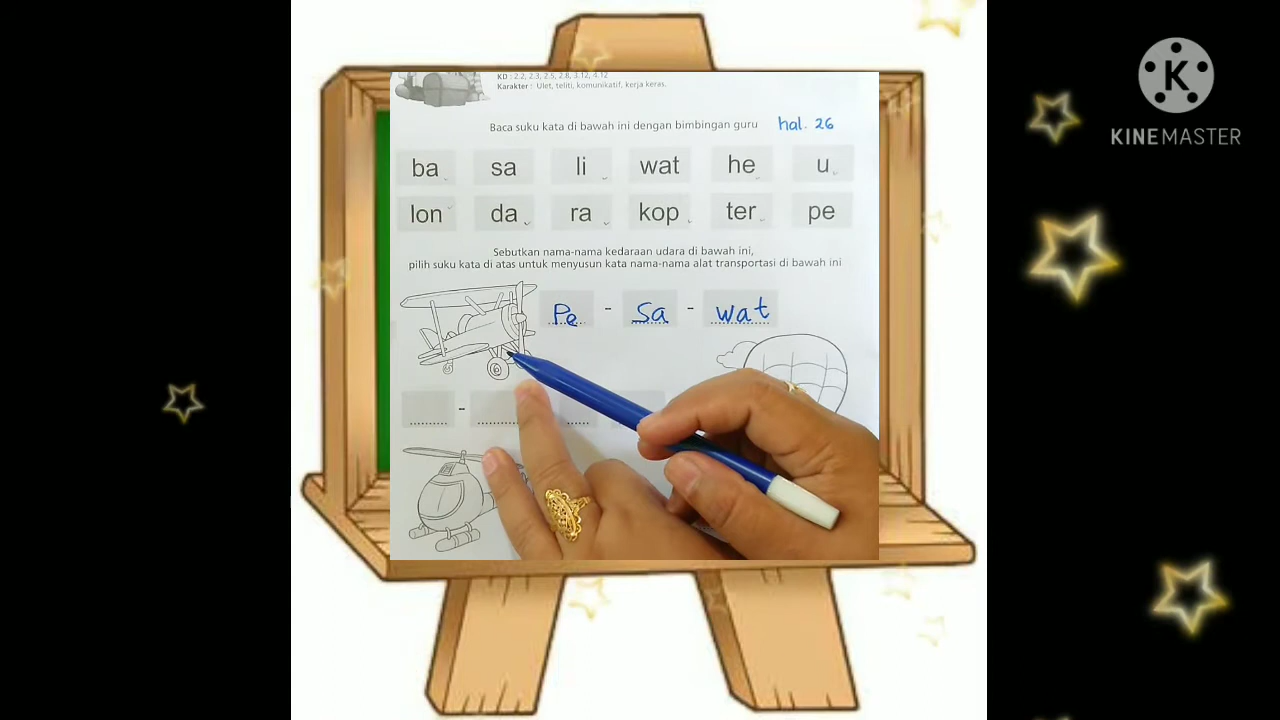 KD : 2.2, 2.3, 2.5, 2.8, 3.12, 4.12
Karakter : Ulet, teliti, komunikatif, kerja keras.
Baca suku kata di bawah ini dengan bimbingan guru hal. 26
ba sa li wat he u
lon da ra kop ter pe
Sebutkan nama-nama kedaraan udara di bawah ini,
pilih suku kata di atas untuk menyusun kata nama-nama alat transportasi di bawah ini
Pe - Sa - wat
KINEMASTER